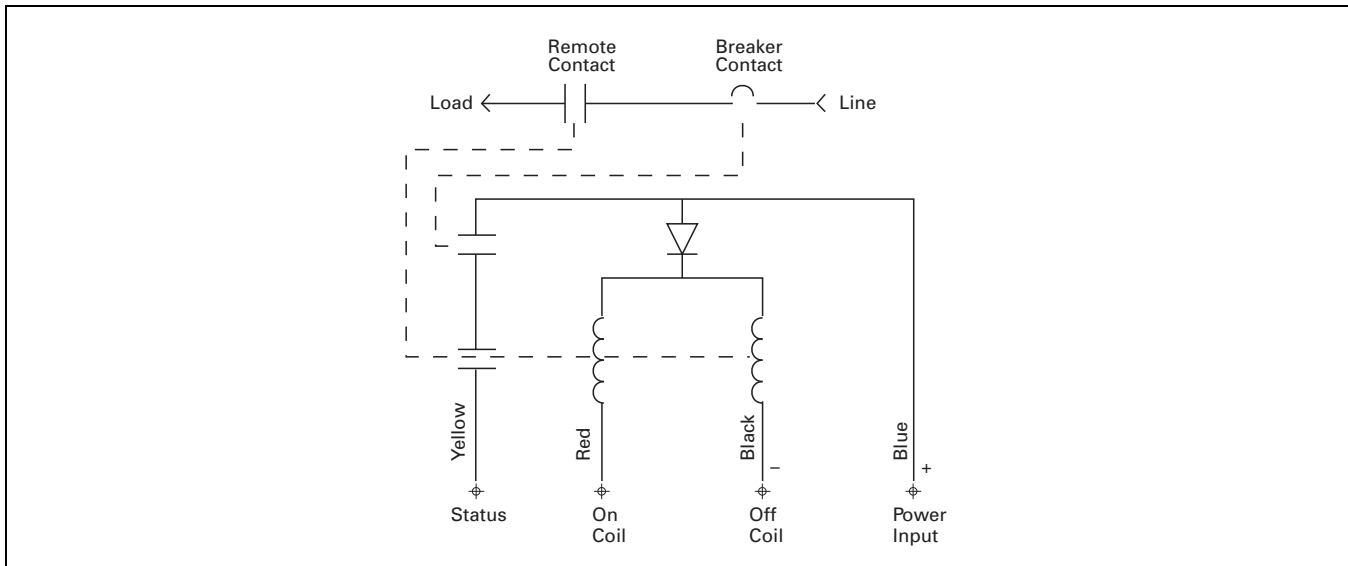 Remote
Contact
Breaker
Contact
Load
Line
Yellow
Red
Black
Blue
–
+
Status
On
Coil
Off
Coil
Power
Input